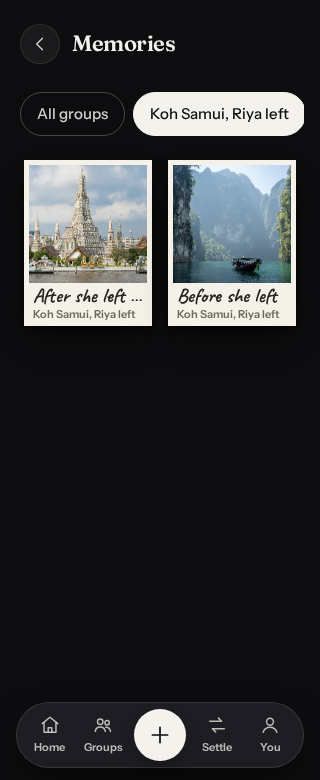 Memories
All groups
Koh Samui, Riya left
After she left ...
Koh Samui, Riya left
Before she left
Koh Samui, Riya left
Home
Groups
Settle
You